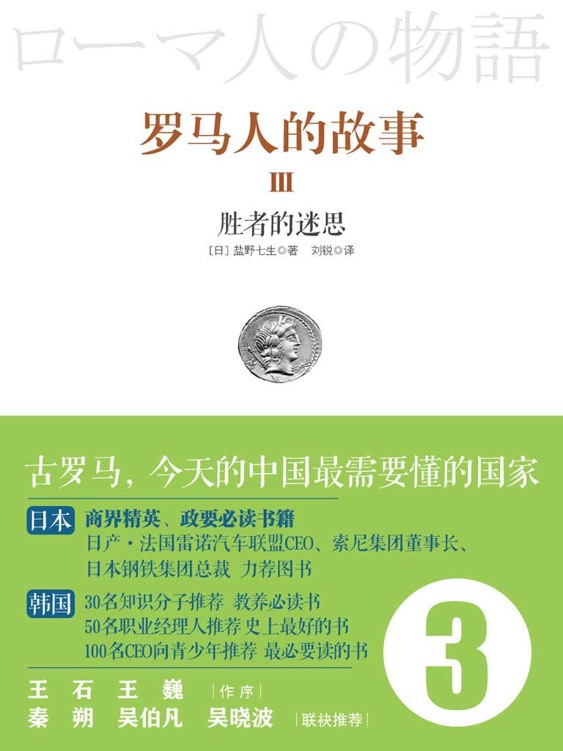 ローマ人の物語
罗马人的故事
III
胜者的迷思
[日]盐野七生◎著 刘锐◎译
古罗马，今天的中国最需要懂的国家
日本 商界精英、政要必读书籍
日产·法国雷诺汽车联盟CEO、索尼集团董事长、
日本钢铁集团总裁 力荐图书
韩国 30名知识分子推荐 教养必读书
50名职业经理人推荐 史上最好的书
100名CEO向青少年推荐 最必要读的书
3
王石 王巍 |作序|
秦朔 吴伯凡 吴晓波 |联袂推荐|